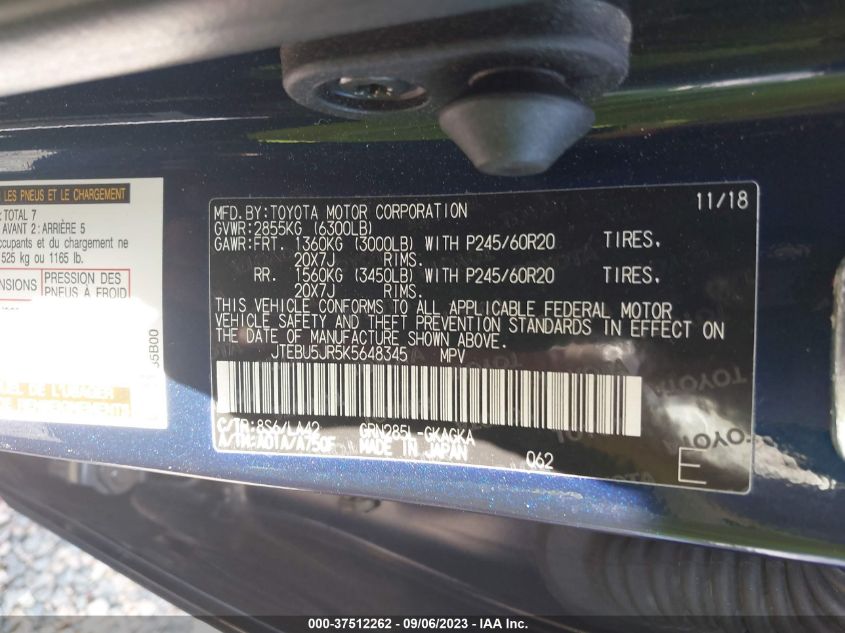 LES PNEUS ET LE CHARGEMENT
TOTAL 7
AVANT 2: ARRIÈRE 5
occupants et du chargement ne
525 kg ou 1165 lb.
PRESSION DES
PNEUS À FROID
35B00
MFD.BY:TOYOTA MOTOR CORPORATION 11/18
GVWR:2855KG (6300LB)
GAWR:FRT. 1360KG (3000LB) WITH P245/60R20 TIRES.
20X7J RIMS.
RR. 1560KG (3450LB) WITH P245/60R20 TIRES.
20X7J RIMS.
THIS VEHICLE CONFORMS TO ALL APPLICABLE FEDERAL MOTOR
VEHICLE SAFETY AND THEFT PREVENTION STANDARDS IN EFFECT ON
THE DATE OF MANUFACTURE SHOWN ABOVE.
JTEBU5JR5K5648345 MPV
C/TR:8S6/LA42 GRN285L-GKAGKA
A/TM:A01A/A750F MADE IN JAPAN
Q62
E
000-37512262 - 09/06/2023 - IAA Inc.